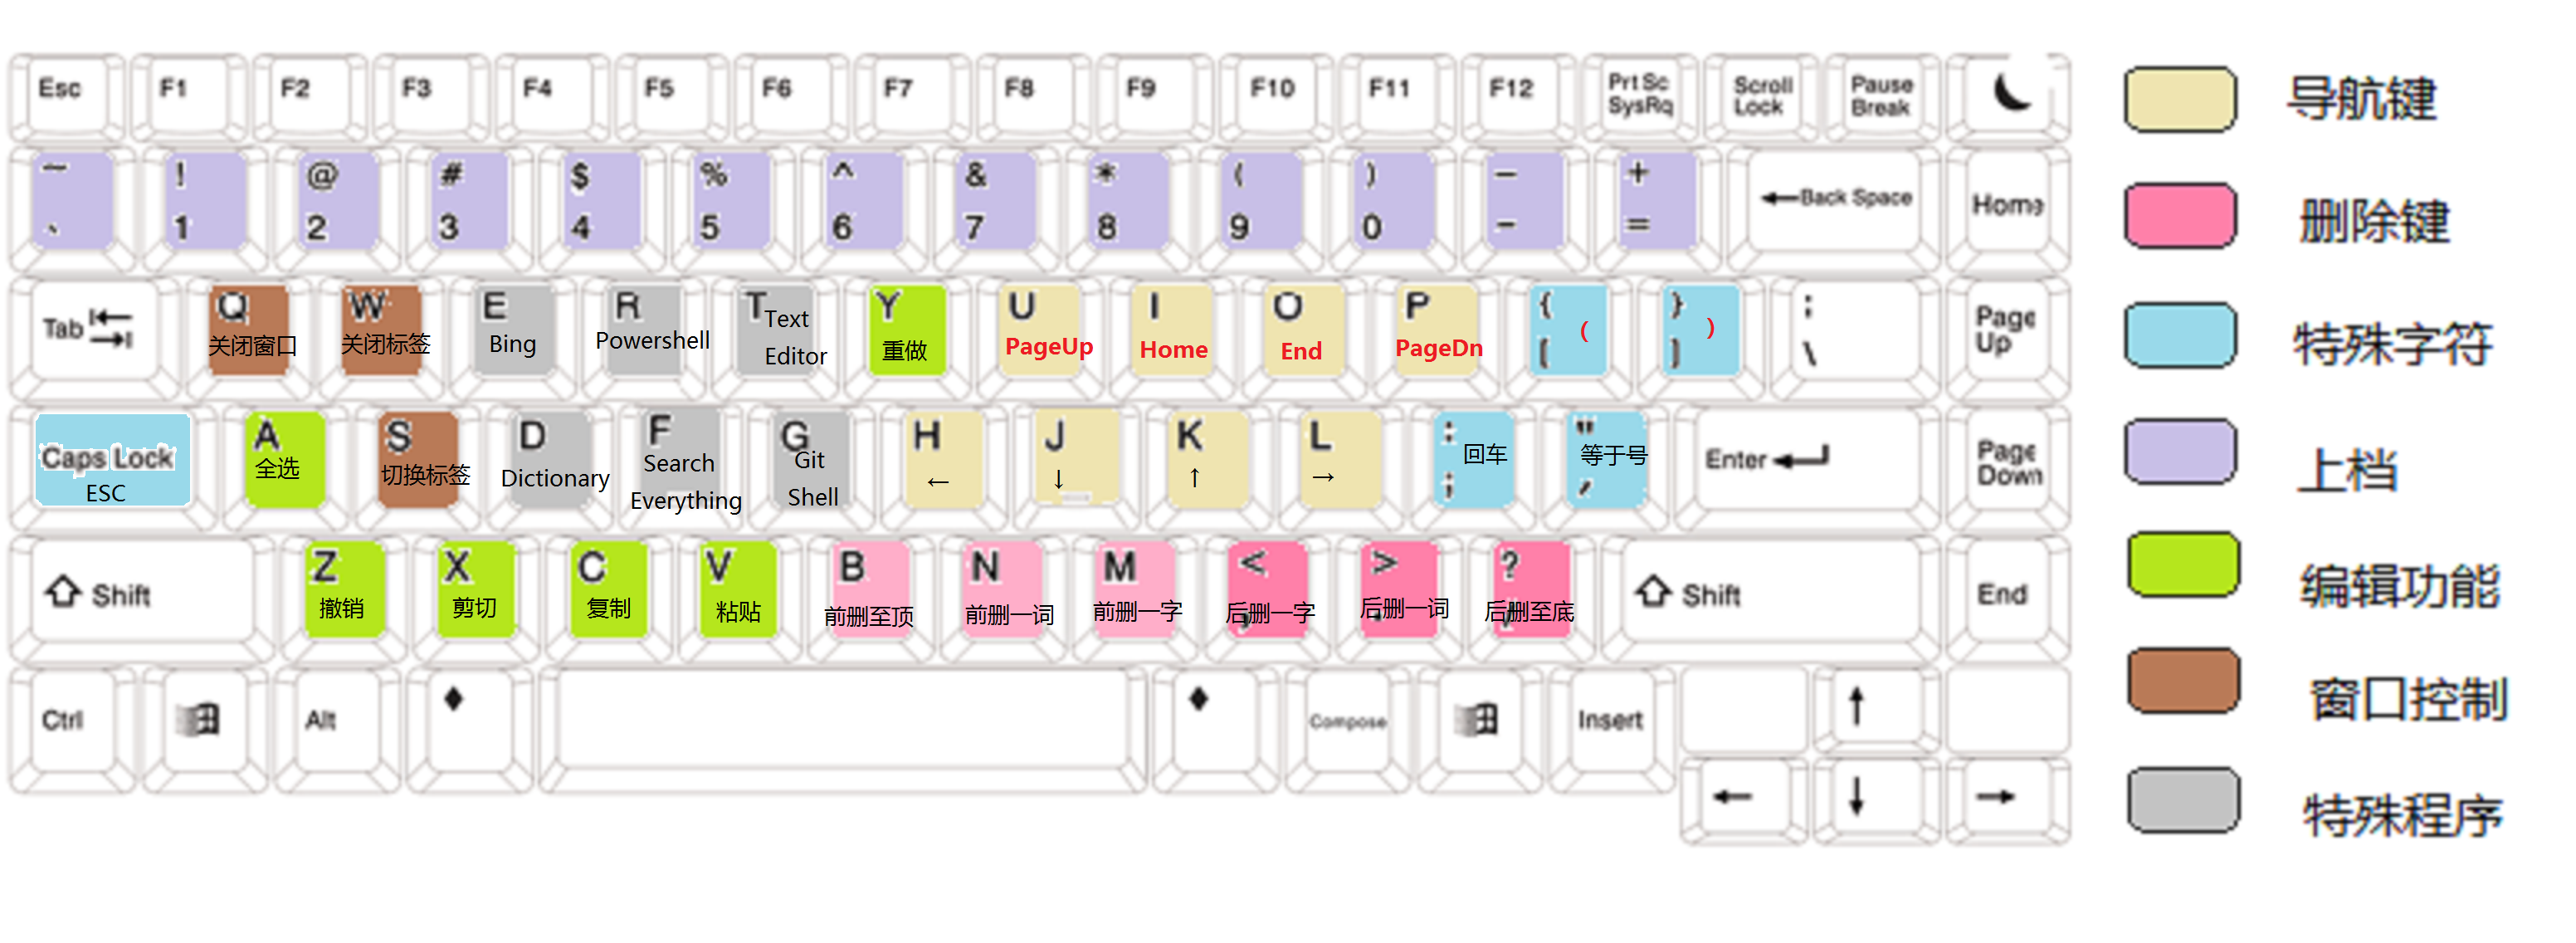 Esc F1 F2 F3 F4 F5 F6 F7 F8 F9 F10 F11 F12 Prt Sc SysRq Scroll Lock Pause Break
~ ! @ # $ % ^ & * ( ) — +
、 1 2 3 4 5 6 7 8 9 0 - = Back Space Home
Tab Q W E R T Y U I O P { } ; Page Up
关闭窗口 关闭标签 Bing Powershell Text Editor 重做 PageUp Home End PageDn [ ( ] ) \
Caps Lock A S D F G H J K L : " Enter Page Down
ESC 全选 切换标签 Dictionary Search Everything Git Shell ← ↓ ↑ → ; 回车 ' 等于号
Shift Z X C V B N M < > ? Shift End
撤销 剪切 复制 粘贴 前删至顶 前删一词 前删一字 后删一字 后删一词 后删至底
Ctrl Alt ♦ ♦ Compose Insert ↑
← ↓ →
导航键
删除键
特殊字符
上档
编辑功能
窗口控制
特殊程序